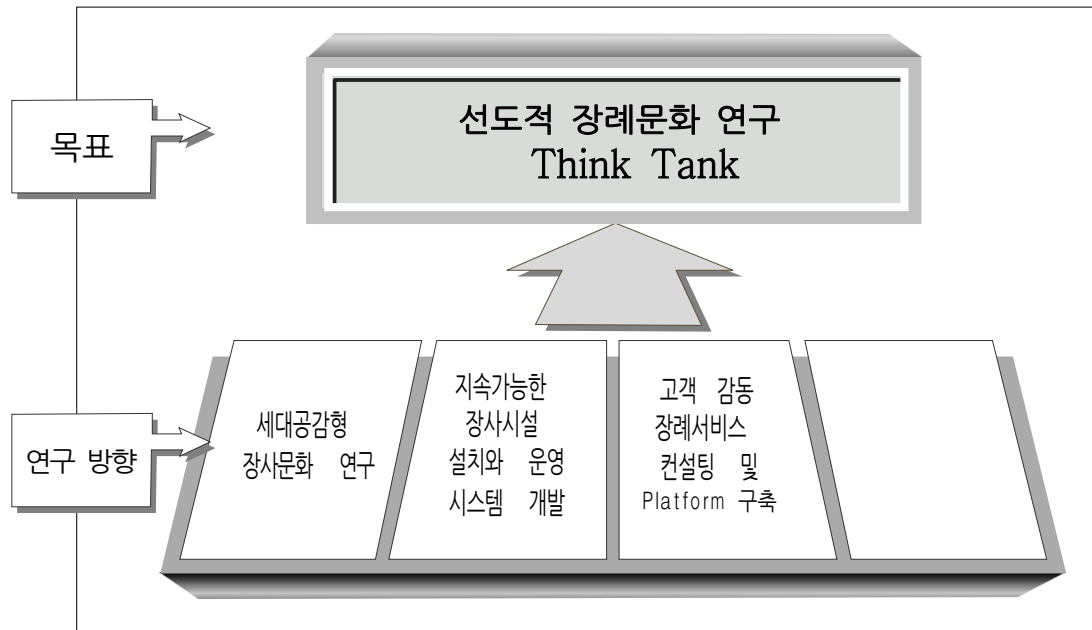 목표
선도적 장례문화 연구
Think Tank
연구 방향
세대공감형
장사문화 연구
지속가능한
장사시설
설치와 운영
시스템 개발
고객 감동
장례서비스
컨설팅 및
Platform 구축